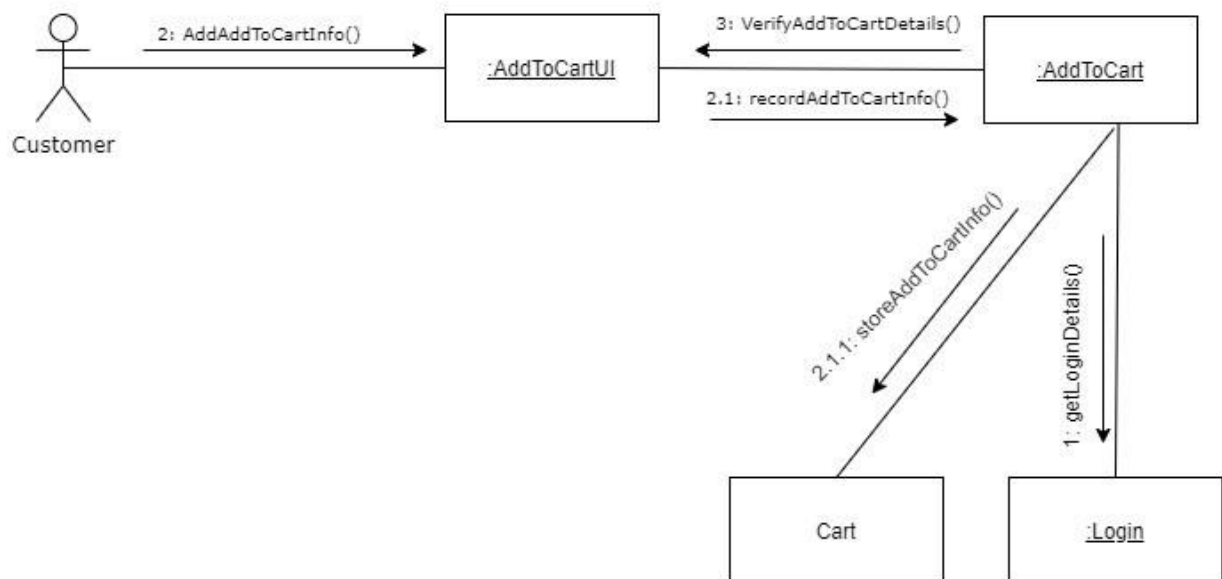 2: AddAddToCartInfo()
3: VerifyAddToCartDetails()
:AddToCartUI
:AddToCart
2.1: recordAddToCartInfo()
Customer
2.1.1: storeAddToCartInfo()
1: getLoginDetails()
Cart
:Login